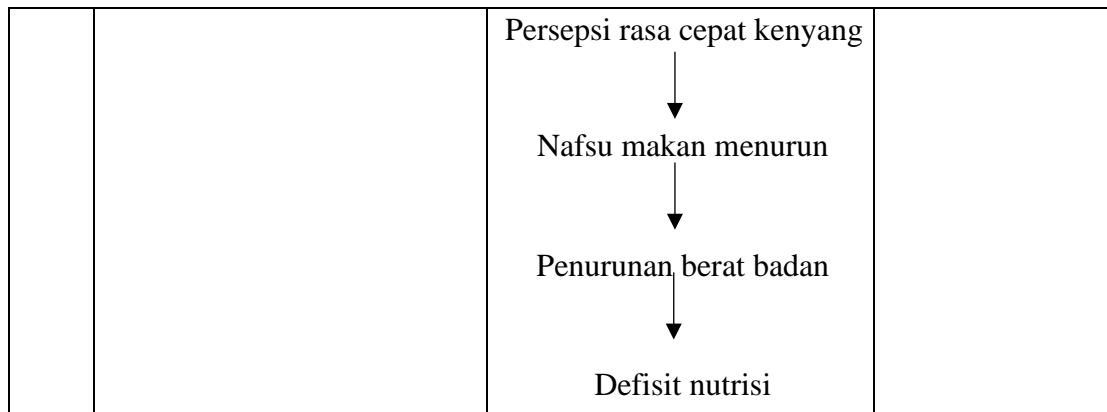 Persepsi rasa cepat kenyang
Nafsu makan menurun
Penurunan berat badan
Defisit nutrisi